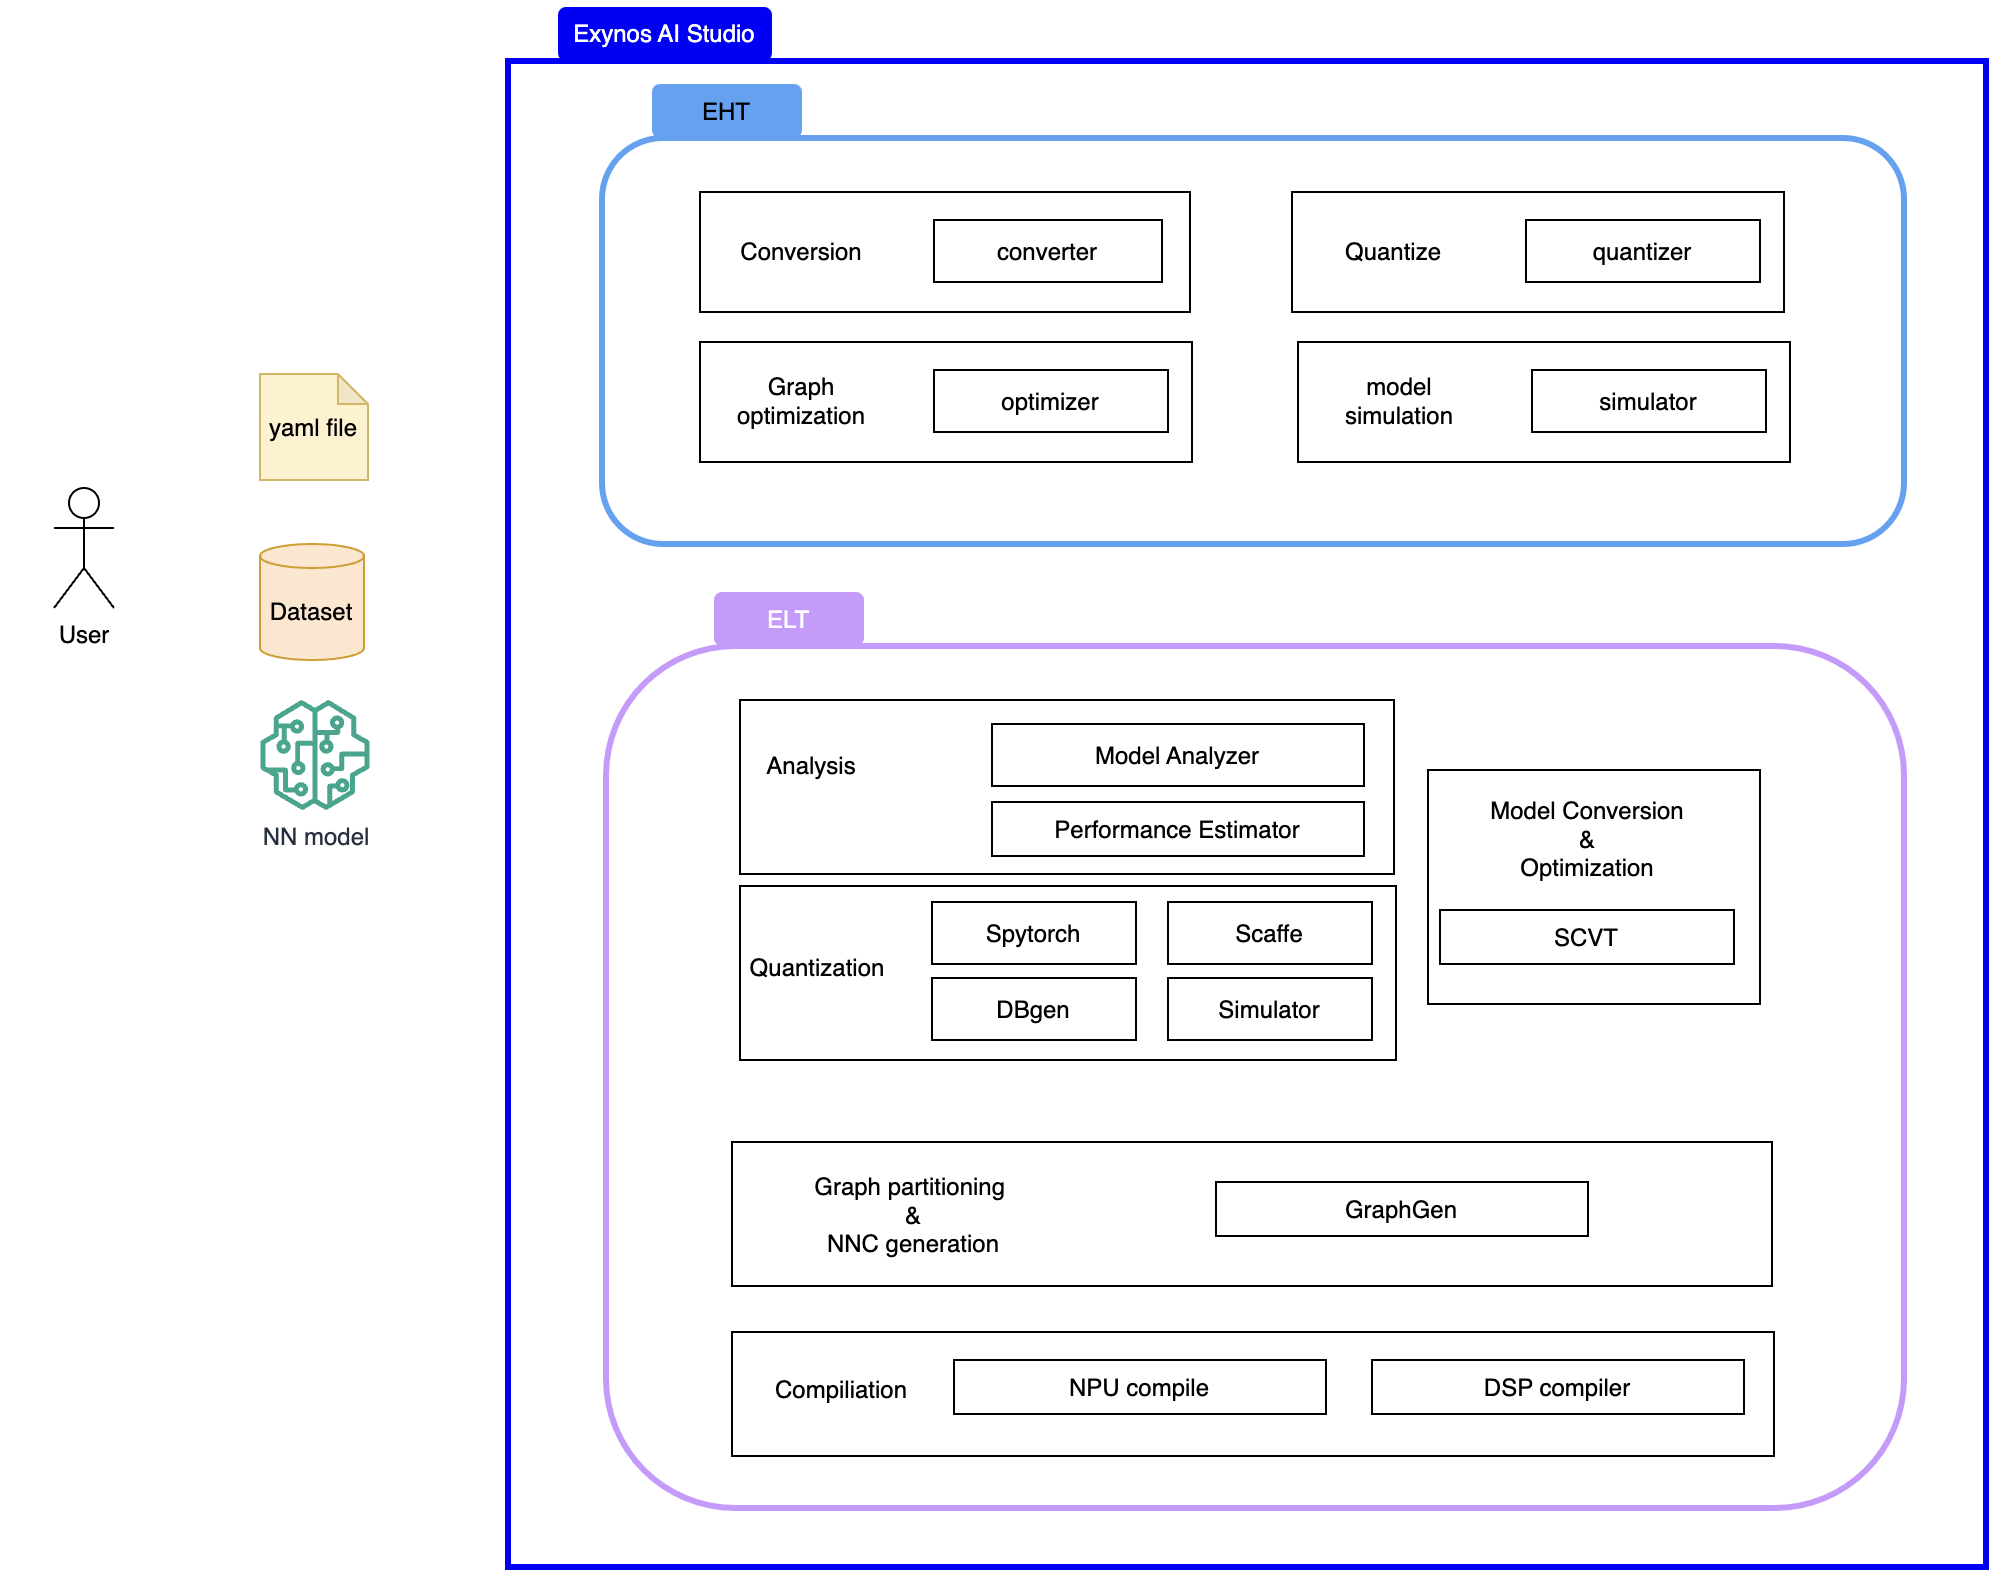 Exynos AI Studio
EHT
Conversion
converter
Quantize
quantizer
Graph
optimization
optimizer
model
simulation
simulator
yaml file
User
Dataset
NN model
ELT
Analysis
Model Analyzer
Performance Estimator
Model Conversion
&
Optimization
SCVT
Quantization
Spytorch
Scaffe
DBgen
Simulator
Graph partitioning
&
NNC generation
GraphGen
Compiliation
NPU compile
DSP compiler